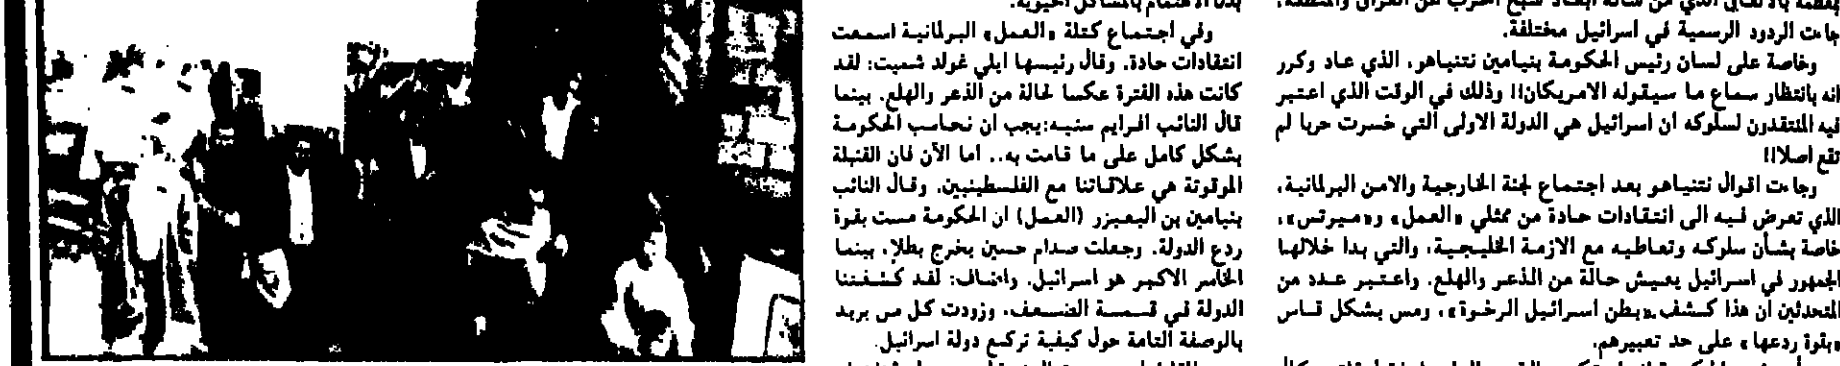 جاءت الردود الرسمية في اسرائيل مختلفة.
وخاصة على لسان رئيس الحكومة بنيامين نتنياهو، الذي عاد وكرر
انه بانتظار سماع ما سيقوله الامريكان!! وذلك في الوقت الذي اعتبر
فيه المنتقدون لسلوكه ان اسرائيل هي الدولة الاولى التي خسرت حربا لم
تقع اصلا!!
وجاءت اقوال نتنياهو بعد اجتماع لجنة الخارجية والامن البرلمانية،
الذي تعرض فيه الى انتقادات حادة من ممثلي «العمل» و«ميرتس»،
خاصة بشأن سلوكه وتعاطيه مع الازمة الخليجية، والتي بدا خلالها
الجمهور في اسرائيل يعيش حالة من الذعر والهلع. واعتبر عدد من
المتحدثين ان هذا كشف «بطن اسرائيل الرخوة»، ومس بشكل قاس
«بقوة ردعها» على حد تعبيرهم.
بدلا الاهتمام بالمشاكل الحيوية.
وفي اجتماع كتلة «العمل» البرلمانية اسمعت
انتقادات حادة. وقال رئيسها ايلي غولد شميت: لقد
كانت هذه الفترة عكسا لحالة من الذعر والهلع. بينما
قال النائب افرايم سنيه:يجب ان نحاسب الحكومة
بشكل كامل على ما قامت به.. اما الآن فان القنبلة
الموقوتة هي علاقاتنا مع الفلسطينيين. وقال النائب
بنيامين بن اليعيزر (العمل) ان الحكومة مست بقوة
ردع الدولة. وجعلت صدام حسين يخرج بطلا. بينما
الخاسر الاكبر هو اسرائيل. واضاف: لقد كشفتنا
الدولة في قمسة الضعف، وزودت كل من يريد
بالوصفة التامة حول كيفية تركيع دولة اسرائيل.